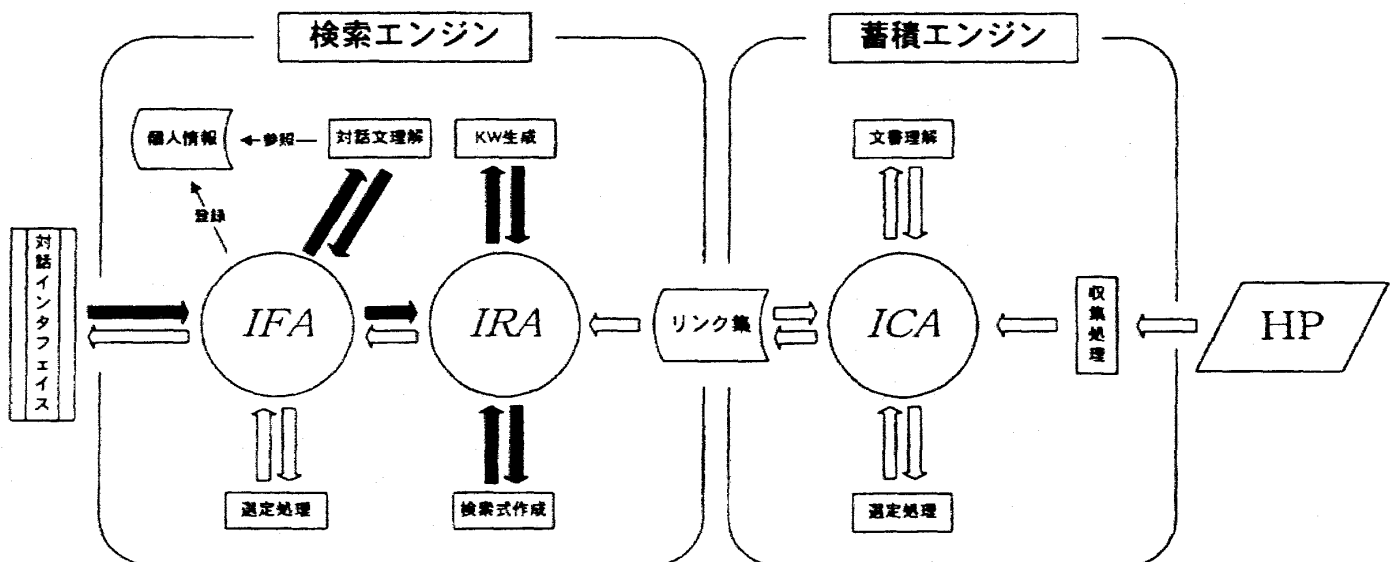 検索エンジン
蓄積エンジン
個人情報
参照
対話文理解
KW生成
文書理解
登録
対話インタフェイス
IFA
IRA
リンク集
ICA
収集処理
HP
選定処理
検索式作成
選定処理